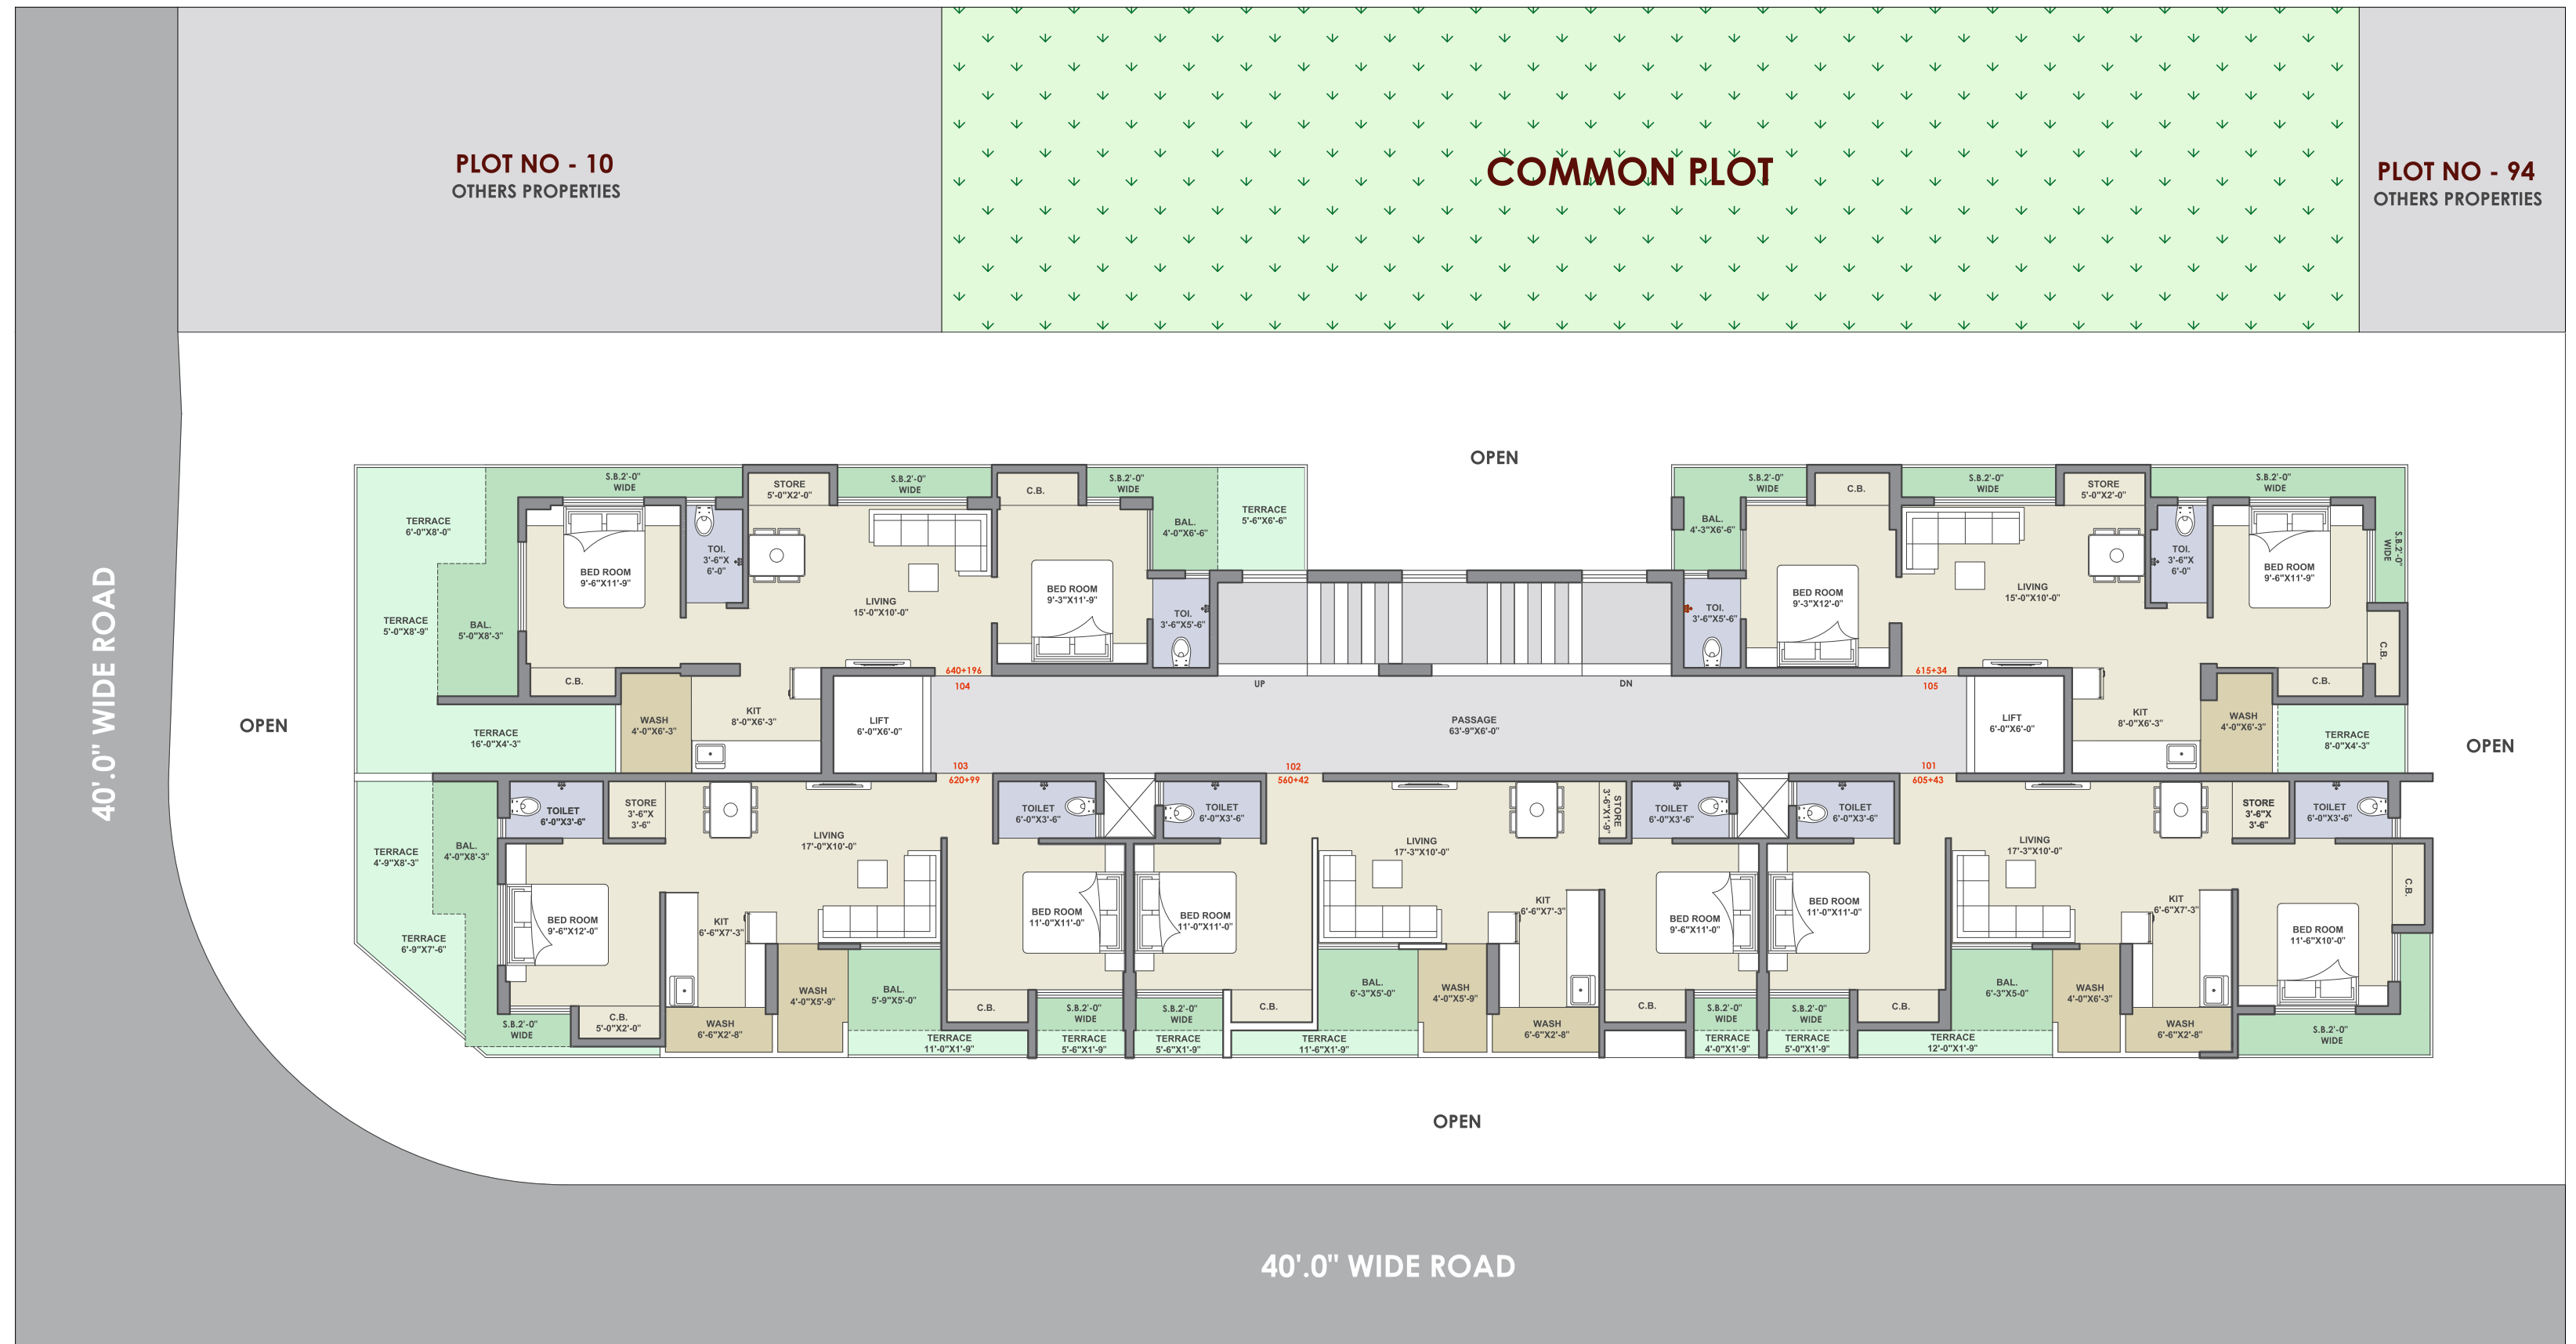 PLOT NO - 10
OTHERS PROPERTIES
COMMON PLOT
PLOT NO - 94
OTHERS PROPERTIES
40'.0" WIDE ROAD
OPEN
OPEN
OPEN
TERRACE
6'-0"X8'-0"
S.B.2'-0"
WIDE
STORE
5'-0"X2'-0"
S.B.2'-0"
WIDE
C.B.
S.B.2'-0"
WIDE
BAL.
4'-0"X6'-6"
TERRACE
5'-6"X6'-6"
BED ROOM
9'-6"X11'-9"
TOI.
3'-6"X
6'-0"
LIVING
15'-0"X10'-0"
BED ROOM
9'-3"X11'-9"
TOI.
3'-6"X5'-6"
TERRACE
5'-0"X8'-9"
BAL.
5'-0"X8'-3"
C.B.
WASH
4'-0"X6'-3"
KIT
8'-0"X6'-3"
TERRACE
16'-0"X4'-3"
LIFT
6'-0"X6'-0"
640+196
104
UP
DN
PASSAGE
63'-9"X6'-0"
S.B.2'-0"
WIDE
C.B.
S.B.2'-0"
WIDE
STORE
5'-0"X2'-0"
S.B.2'-0"
WIDE
BAL.
4'-3"X6'-6"
TOI.
3'-6"X5'-6"
BED ROOM
9'-3"X12'-0"
LIVING
15'-0"X10'-0"
TOI.
3'-6"X
6'-0"
BED ROOM
9'-6"X11'-9"
S.B.2'-0"
WIDE
C.B.
C.B.
615+34
105
LIFT
6'-0"X6'-0"
KIT
8'-0"X6'-3"
WASH
4'-0"X6'-3"
TERRACE
8'-0"X4'-3"
103
620+99
102
560+42
101
605+43
TERRACE
4'-9"X8'-3"
BAL.
4'-0"X8'-3"
TOILET
6'-0"X3'-6"
STORE
3'-6"X
3'-6"
LIVING
17'-0"X10'-0"
TOILET
6'-0"X3'-6"
TERRACE
6'-9"X7'-6"
BED ROOM
9'-6"X12'-0"
KIT
6'-6"X7'-3"
BED ROOM
11'-0"X11'-0"
WASH
4'-0"X5'-9"
BAL.
5'-9"X5'-0"
C.B.
S.B.2'-0"
WIDE
C.B.
5'-0"X2'-0"
WASH
6'-6"X2'-8"
S.B.2'-0"
WIDE
TERRACE
11'-0"X1'-9"
TERRACE
5'-6"X1'-9"
TOILET
6'-0"X3'-6"
BED ROOM
11'-0"X11'-0"
LIVING
17'-3"X10'-0"
STORE
3'-6"X1'-9"
TOILET
6'-0"X3'-6"
KIT
6'-6"X7'-3"
BED ROOM
9'-6"X11'-0"
S.B.2'-0"
WIDE
C.B.
BAL.
6'-3"X5'-0"
WASH
4'-0"X5'-9"
WASH
6'-6"X2'-8"
C.B.
S.B.2'-0"
WIDE
TERRACE
5'-6"X1'-9"
TERRACE
11'-6"X1'-9"
TERRACE
4'-0"X1'-9"
TOILET
6'-0"X3'-6"
BED ROOM
11'-0"X11'-0"
LIVING
17'-3"X10'-0"
STORE
3'-6"X
3'-6"
TOILET
6'-0"X3'-6"
C.B.
KIT
6'-6"X7'-3"
BED ROOM
11'-6"X10'-0"
S.B.2'-0"
WIDE
C.B.
BAL.
6'-3"X5-0"
WASH
4'-0"X6'-3"
WASH
6'-6"X2'-8"
S.B.2'-0"
WIDE
TERRACE
5'-0"X1'-9"
TERRACE
12'-0"X1'-9"
OPEN
40'.0" WIDE ROAD